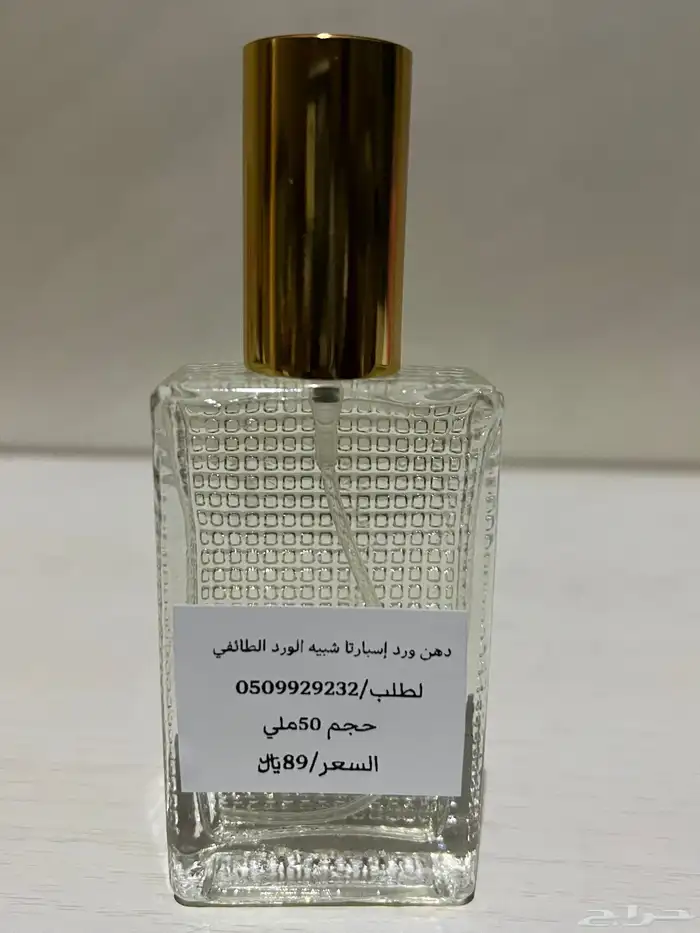 دهن ورد إسبارتا شبيه الورد الطائفي
لطلب/0509929232
حجم 50ملي
السعر/89﷼
حراج